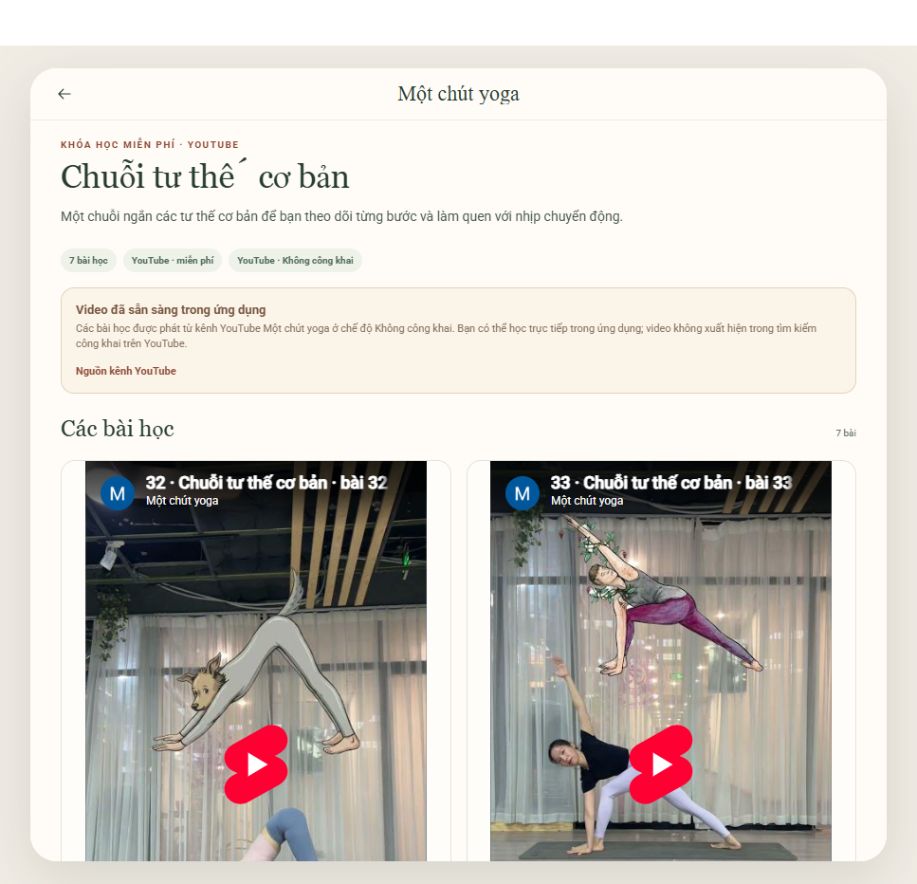 Một chút yoga
KHÓA HỌC MIỄN PHÍ · YOUTUBE
Chuỗi tư thế cơ bản
Một chuỗi ngắn các tư thế cơ bản để bạn theo dõi từng bước và làm quen với nhịp chuyển động.
7 bài học
YouTube · miễn phí
YouTube · Không công khai
Video đã sẵn sàng trong ứng dụng
Các bài học được phát từ kênh YouTube Một chút yoga ở chế độ Không công khai. Bạn có thể học trực tiếp trong ứng dụng; video không xuất hiện trong tìm kiếm
công khai trên YouTube.
Nguồn kênh YouTube
Các bài học
7 bài
M
32 · Chuỗi tư thế cơ bản · bài 32
Một chút yoga
M
33 · Chuỗi tư thế cơ bản · bài 33
Một chút yoga